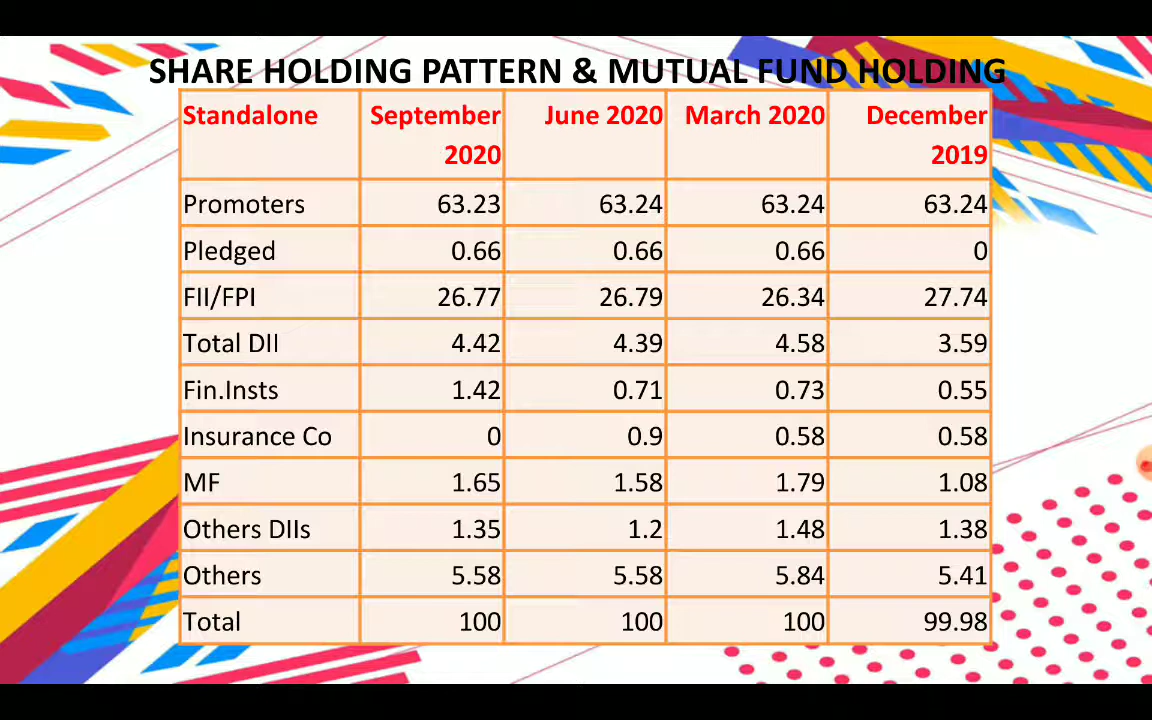 SHARE HOLDING PATTERN & MUTUAL FUND HOLDING
Standalone September 2020 June 2020 March 2020 December 2019
Promoters 63.23 63.24 63.24 63.24
Pledged 0.66 0.66 0.66 0
FII/FPI 26.77 26.79 26.34 27.74
Total DII 4.42 4.39 4.58 3.59
Fin.Insts 1.42 0.71 0.73 0.55
Insurance Co 0 0.9 0.58 0.58
MF 1.65 1.58 1.79 1.08
Others DIIs 1.35 1.2 1.48 1.38
Others 5.58 5.58 5.84 5.41
Total 100 100 100 99.98